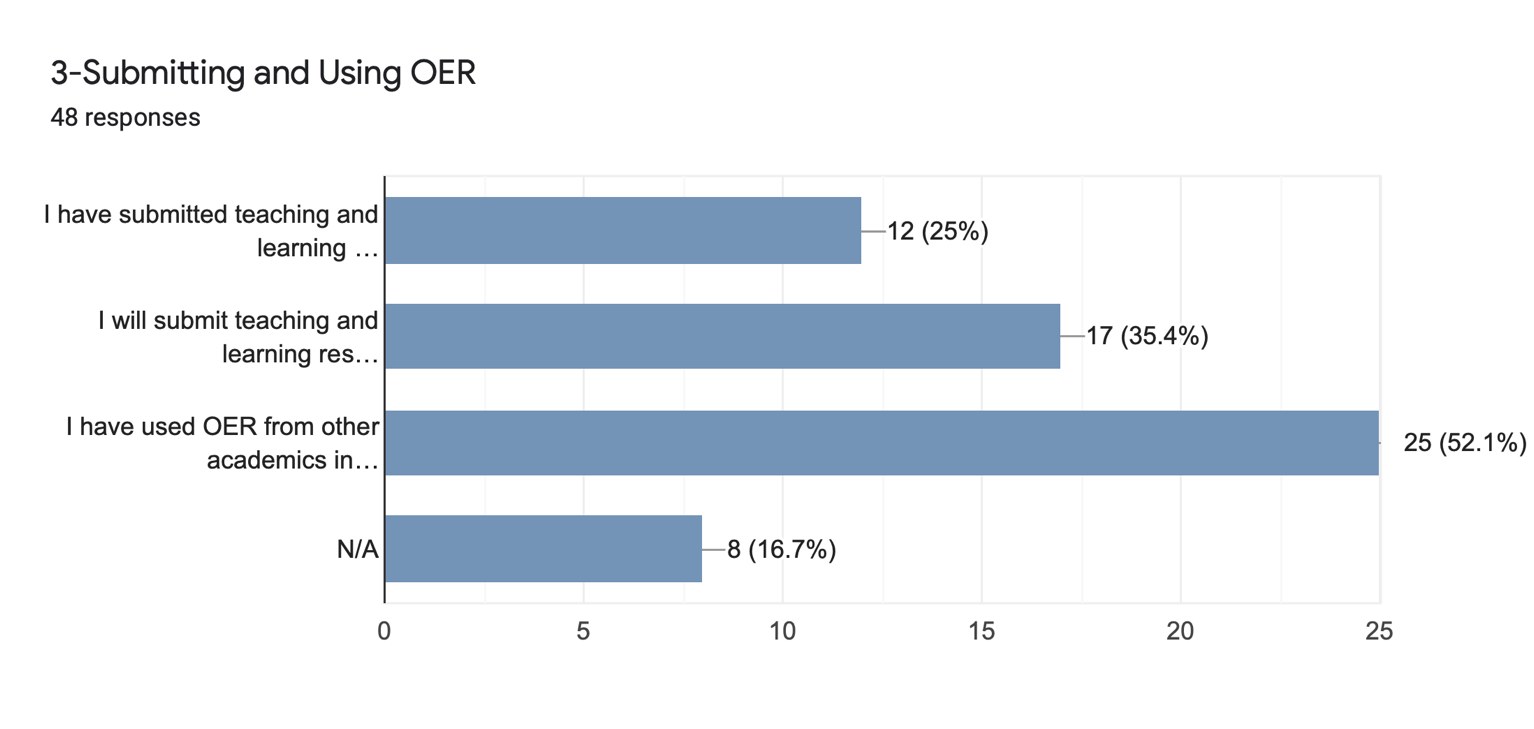 3-Submitting and Using OER
48 responses
I have submitted teaching and
learning …
12 (25%)
I will submit teaching and
learning res…
17 (35.4%)
I have used OER from other
academics in…
25 (52.1%)
N/A
8 (16.7%)
0 5 10 15 20 25